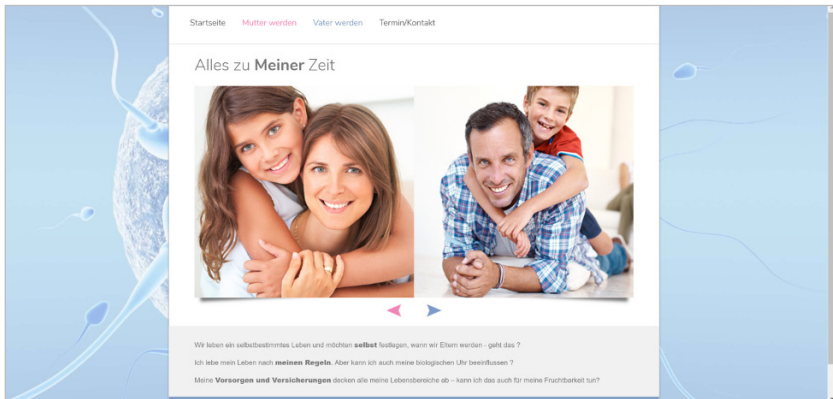 Startseite Mutter werden Vater werden Termin/Kontakt
Alles zu Meiner Zeit
Wir leben ein selbstbestimmtes Leben und möchten selbst festlegen, wann wir Eltern werden - geht das ?
Ich lebe mein Leben nach meinen Regeln. Aber kann ich auch meine biologischen Uhr beeinflussen ?
Meine Vorsorgen und Versicherungen decken alle meine Lebensbereiche ab – kann ich das auch für meine Fruchtbarkeit tun?